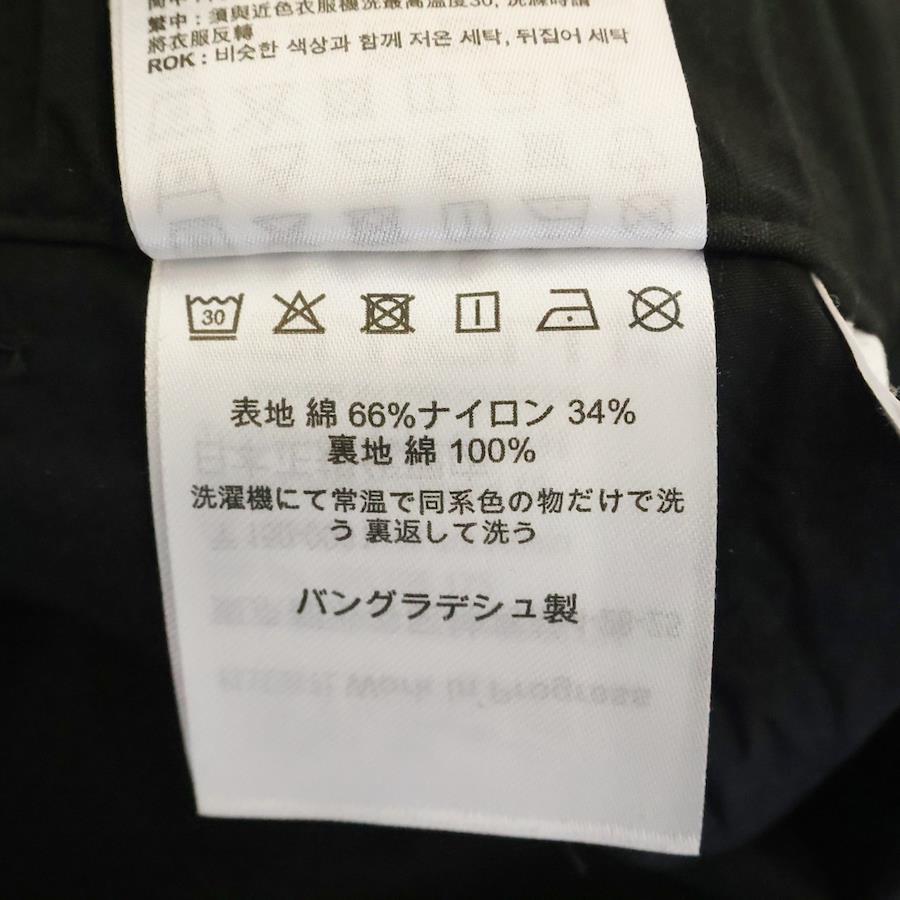 繁中 : 須與近色衣服機洗最高溫度30, 洗滌時請
將衣服反轉
ROK : 비슷한 색상과 함께 저온 세탁, 뒤집어 세탁
30
表地 綿 66%ナイロン 34%
裏地 綿 100%
洗濯機にて常温で同系色の物だけで洗
う 裏返して洗う
バングラデシュ製
Work in Progress